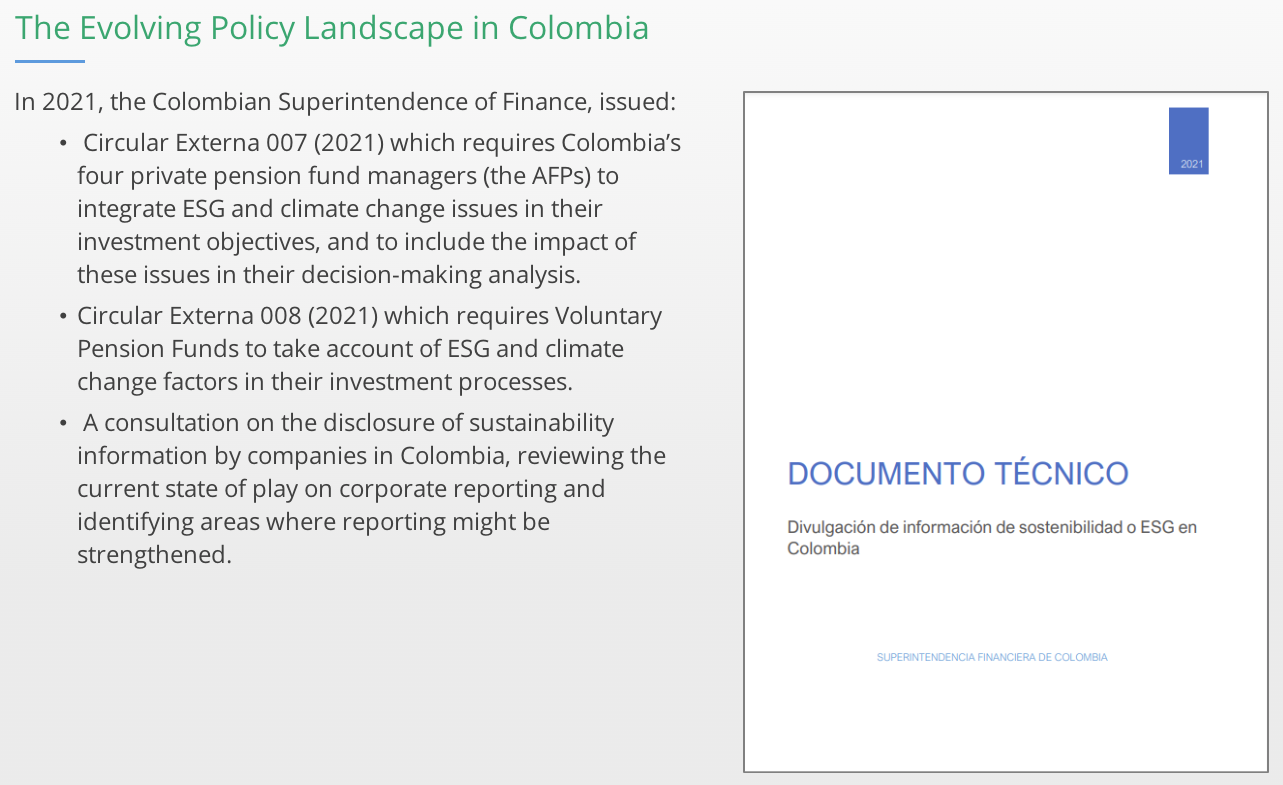 The Evolving Policy Landscape in Colombia
In 2021, the Colombian Superintendence of Finance, issued:
• Circular Externa 007 (2021) which requires Colombia’s
four private pension fund managers (the AFPs) to
integrate ESG and climate change issues in their
investment objectives, and to include the impact of
these issues in their decision-making analysis.
• Circular Externa 008 (2021) which requires Voluntary
Pension Funds to take account of ESG and climate
change factors in their investment processes.
• A consultation on the disclosure of sustainability
information by companies in Colombia, reviewing the
current state of play on corporate reporting and
identifying areas where reporting might be
strengthened.
2021
DOCUMENTO TÉCNICO
Divulgación de información de sostenibilidad o ESG en
Colombia
SUPERINTENDENCIA FINANCIERA DE COLOMBIA